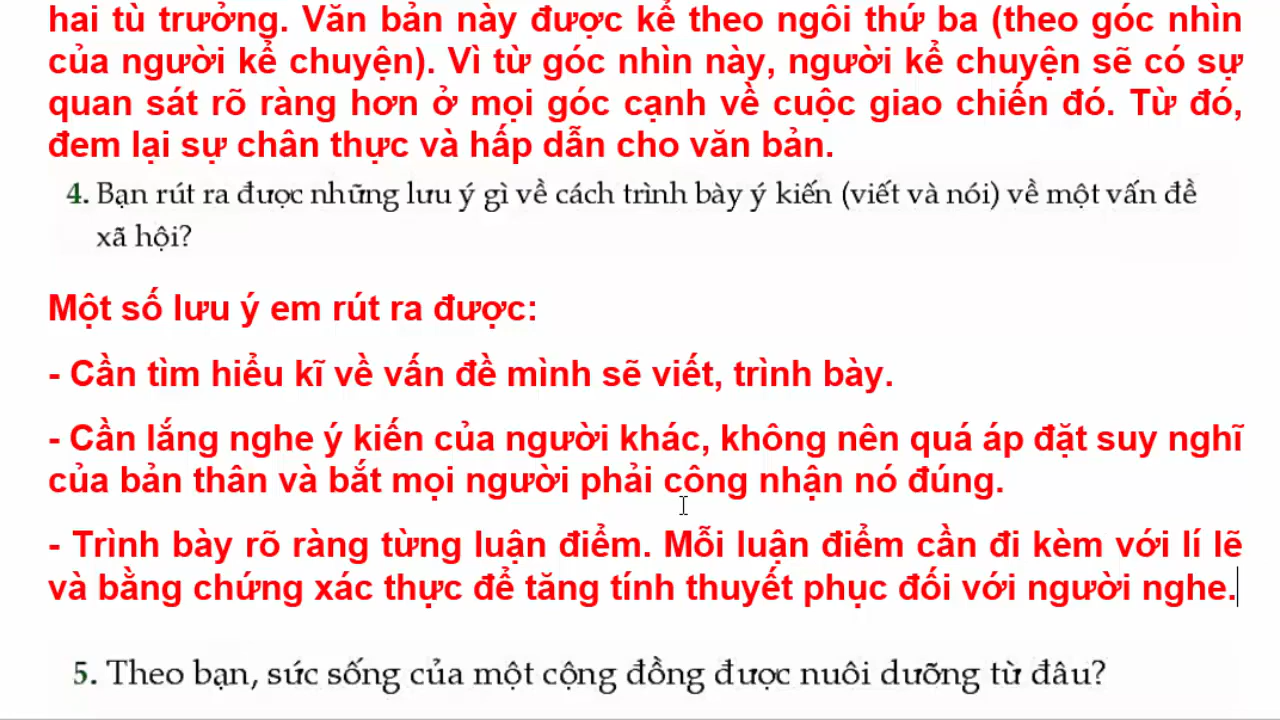 hai tù trưởng. Văn bản này được kể theo ngôi thứ ba (theo góc nhìn
của người kể chuyện). Vì từ góc nhìn này, người kể chuyện sẽ có sự
quan sát rõ ràng hơn ở mọi góc cạnh về cuộc giao chiến đó. Từ đó,
đem lại sự chân thực và hấp dẫn cho văn bản.
4. Bạn rút ra được những lưu ý gì về cách trình bày ý kiến (viết và nói) về một vấn đề
xã hội?
Một số lưu ý em rút ra được:
- Cần tìm hiểu kĩ về vấn đề mình sẽ viết, trình bày.
- Cần lắng nghe ý kiến của người khác, không nên quá áp đặt suy nghĩ
của bản thân và bắt mọi người phải công nhận nó đúng.
- Trình bày rõ ràng từng luận điểm. Mỗi luận điểm cần đi kèm với lí lẽ
và bằng chứng xác thực để tăng tính thuyết phục đối với người nghe.
5. Theo bạn, sức sống của một cộng đồng được nuôi dưỡng từ đâu?